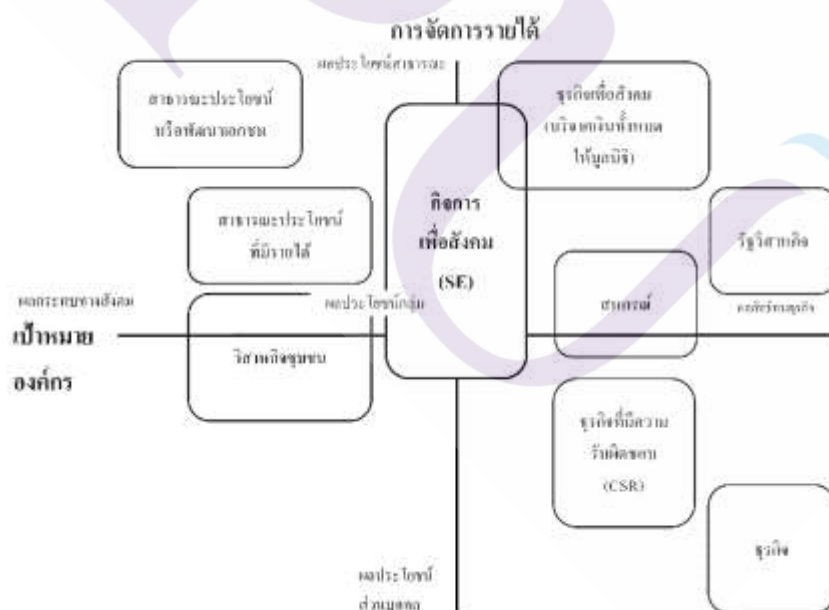 การจัดการรายได้
ผลประโยชน์สาธารณะ
สาธารณะประโยชน์
หรือพัฒนาเอกชน
ธุรกิจเพื่อสังคม
(บริจาคเงินทั้งหมด
ให้มูลนิธิ)
กิจการ
เพื่อสังคม
(SE)
สาธารณะประโยชน์
ที่มีรายได้
รัฐวิสาหกิจ
ผลกระทบทางสังคม
ผลประโยชน์กลุ่ม
สหกรณ์
เป้าหมาย
องค์กร
วิสาหกิจชุมชน
ธุรกิจที่มีความ
รับผิดชอบ
(CSR)
ธุรกิจ
ผลประโยชน์
ส่วนบุคคล